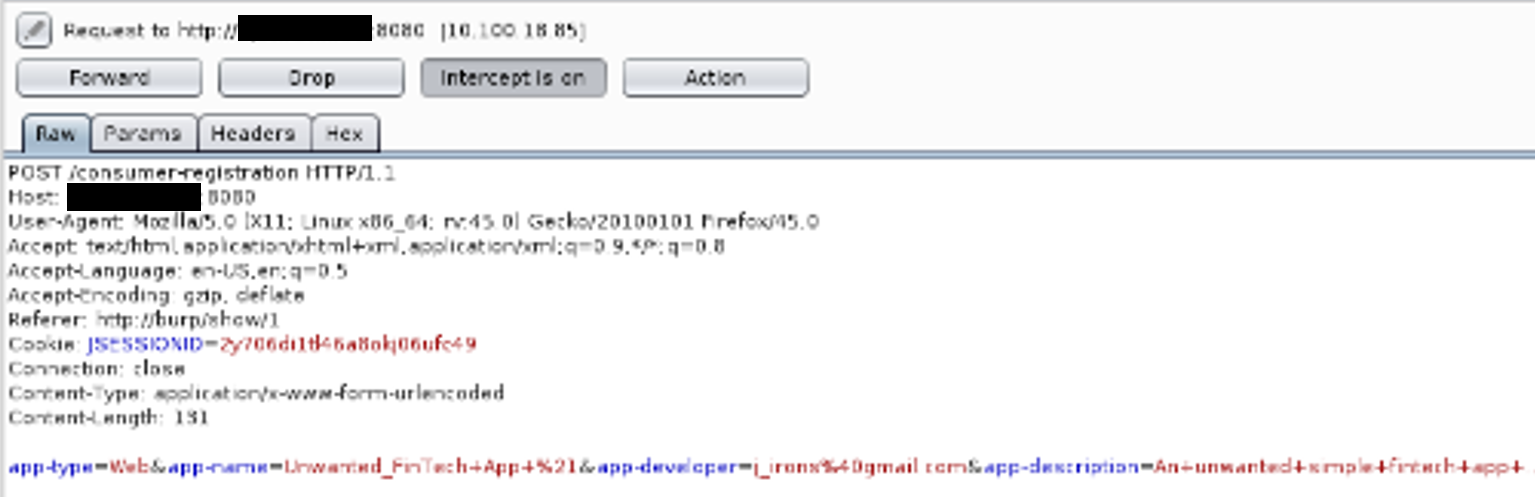 Request to http:// :8080 [10.100.18.85]
Forward Drop Intercept is on Action
Raw Params Headers Hex
POST /consumer-registration HTTP/1.1
Host: :8080
User-Agent: Mozilla/5.0 (X11; Linux x86_64; rv:45.0) Gecko/20100101 Firefox/45.0
Accept: text/html,application/xhtml+xml,application/xml;q=0.9,*/*;q=0.8
Accept-Language: en-US,en;q=0.5
Accept-Encoding: gzip, deflate
Referer: http://burp/show/1
Cookie: JSESSIONID=
Connection: close
Content-Type: application/x-www-form-urlencoded
Content-Length: 131
app-type=Web&app-name=Unwanted_FinTech+App+%21&app-developer=j_irons%40gmail.com&app-description=An+unwanted+simple+fintech+app+